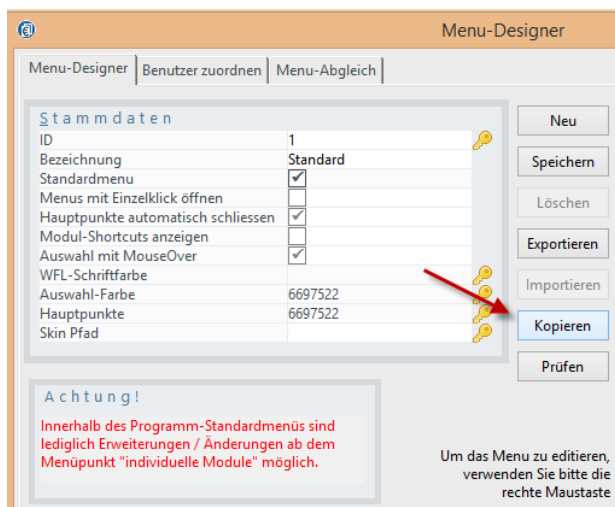 Menu-Designer
Menu-Designer
Benutzer zuordnen
Menu-Abgleich
Stammdaten
ID 1
Bezeichnung Standard
Standardmenu
Menus mit Einzelklick öffnen
Hauptpunkte automatisch schliessen
Modul-Shortcuts anzeigen
Auswahl mit MouseOver
WFL-Schriftfarbe
Auswahl-Farbe 6697522
Hauptpunkte 6697522
Skin Pfad
Neu
Speichern
Löschen
Exportieren
Importieren
Kopieren
Prüfen
Achtung!
Innerhalb des Programm-Standardmenüs sind
lediglich Erweiterungen / Änderungen ab dem
Menüpunkt "individuelle Module" möglich.
Um das Menu zu editieren,
verwenden Sie bitte die
rechte Maustaste